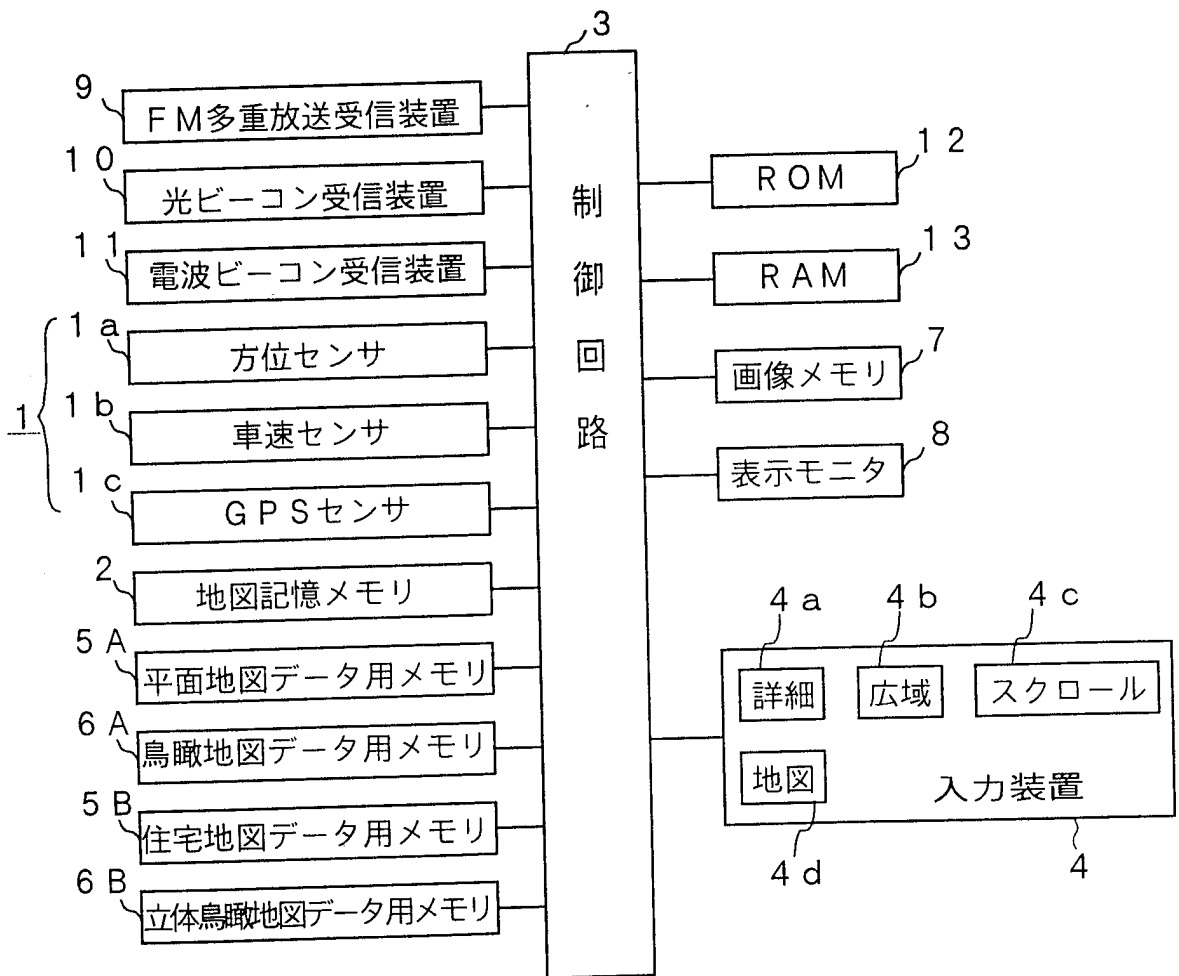 3
9
FM多重放送受信装置
10
光ビーコン受信装置
11
電波ビーコン受信装置
1
1a
方位センサ
1b
車速センサ
1c
GPSセンサ
2
地図記憶メモリ
5A
平面地図データ用メモリ
6A
鳥瞰地図データ用メモリ
5B
住宅地図データ用メモリ
6B
立体鳥瞰地図データ用メモリ
制御回路
12
ROM
13
RAM
7
画像メモリ
8
表示モニタ
4a 4b 4c
詳細 広域 スクロール
地図 入力装置
4d 4